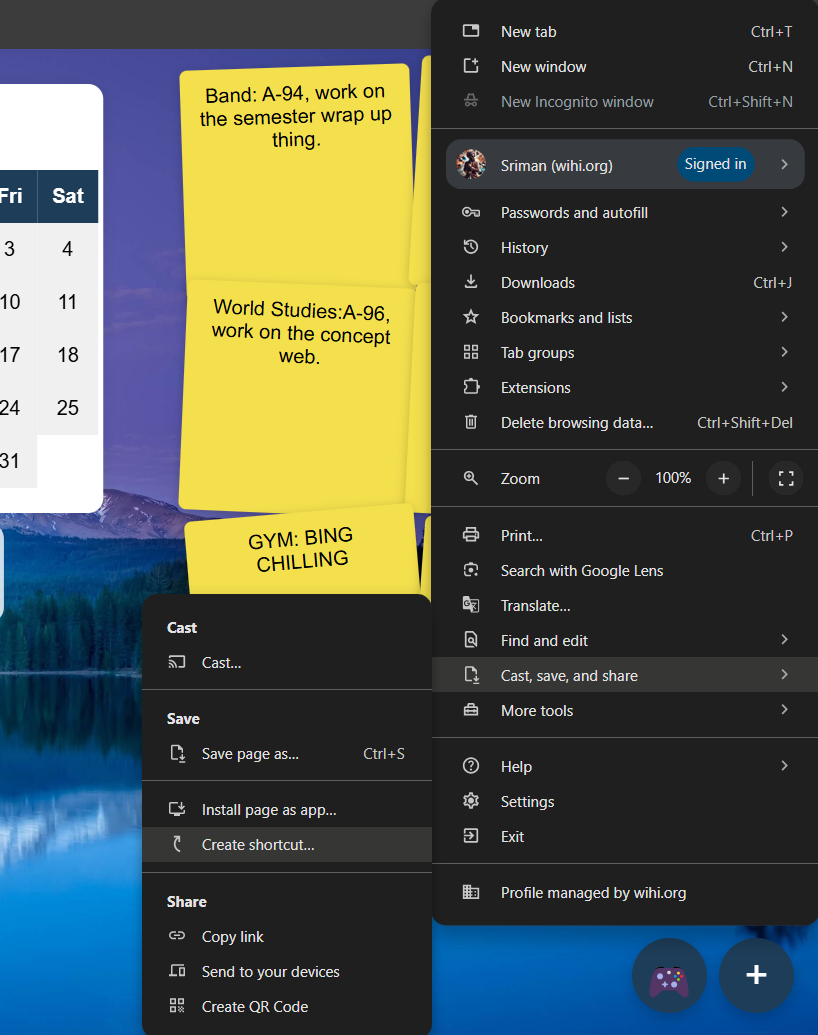 Fri Sat
3 4
10 11
17 18
24 25
31
Band: A-94, work on
the semester wrap up
thing.
World Studies:A-96,
work on the concept
web.
GYM: BING
CHILLING
New tab Ctrl+T
New window Ctrl+N
New Incognito window Ctrl+Shift+N
Sriman (wihi.org) Signed in
Passwords and autofill
History
Downloads Ctrl+J
Bookmarks and lists
Tab groups
Extensions
Delete browsing data... Ctrl+Shift+Del
Zoom − 100% +
Print... Ctrl+P
Search with Google Lens
Translate...
Find and edit
Cast, save, and share
More tools
Help
Settings
Exit
Profile managed by wihi.org
Cast
Cast...
Save
Save page as... Ctrl+S
Install page as app...
Create shortcut...
Share
Copy link
Send to your devices
Create QR Code
+